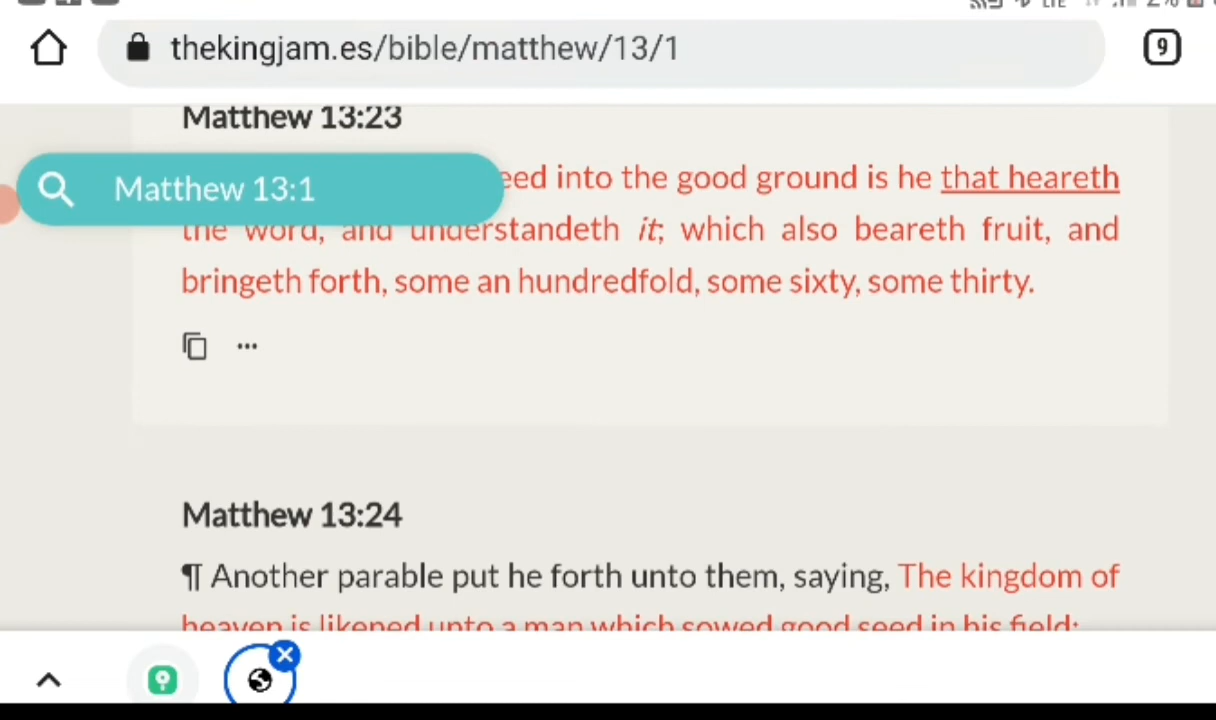 LTE
thekingjam.es/bible/matthew/13/1
9
Matthew 13:23
Matthew 13:1
into the good ground is he that heareth
the word, and understandeth it; which also beareth fruit, and
bringeth forth, some an hundredfold, some sixty, some thirty.
Matthew 13:24
¶ Another parable put he forth unto them, saying, The kingdom of
heaven is likened unto a man which sowed good seed in his field: